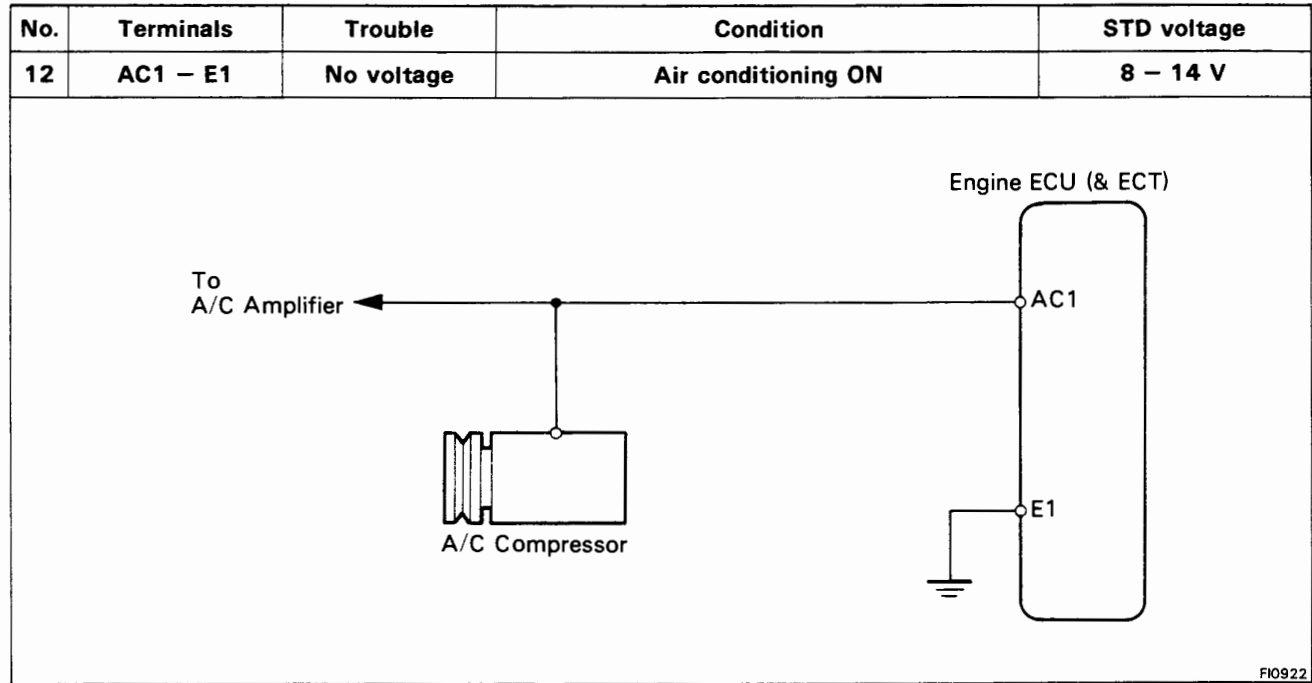 No. Terminals Trouble Condition STD voltage
12 AC1 – E1 No voltage Air conditioning ON 8 – 14 V
Engine ECU (& ECT)
To
A/C Amplifier
AC1
E1
A/C Compressor
FI0922